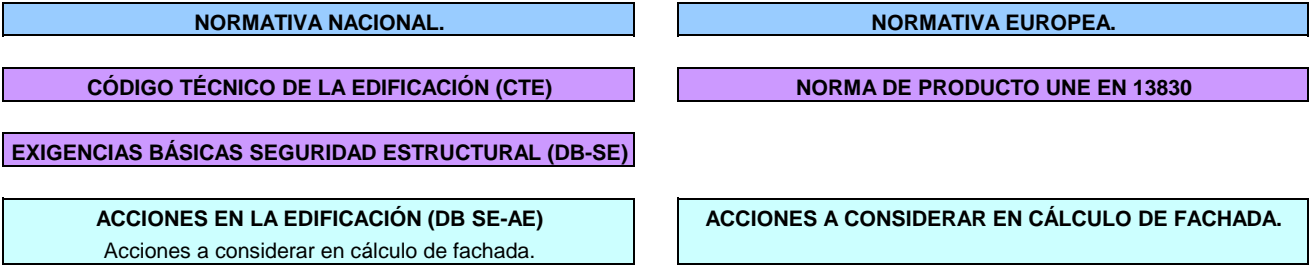 NORMATIVA NACIONAL.
NORMATIVA EUROPEA.
CÓDIGO TÉCNICO DE LA EDIFICACIÓN (CTE)
NORMA DE PRODUCTO UNE EN 13830
EXIGENCIAS BÁSICAS SEGURIDAD ESTRUCTURAL (DB-SE)
ACCIONES EN LA EDIFICACIÓN (DB SE-AE)
Acciones a considerar en cálculo de fachada.
ACCIONES A CONSIDERAR EN CÁLCULO DE FACHADA.